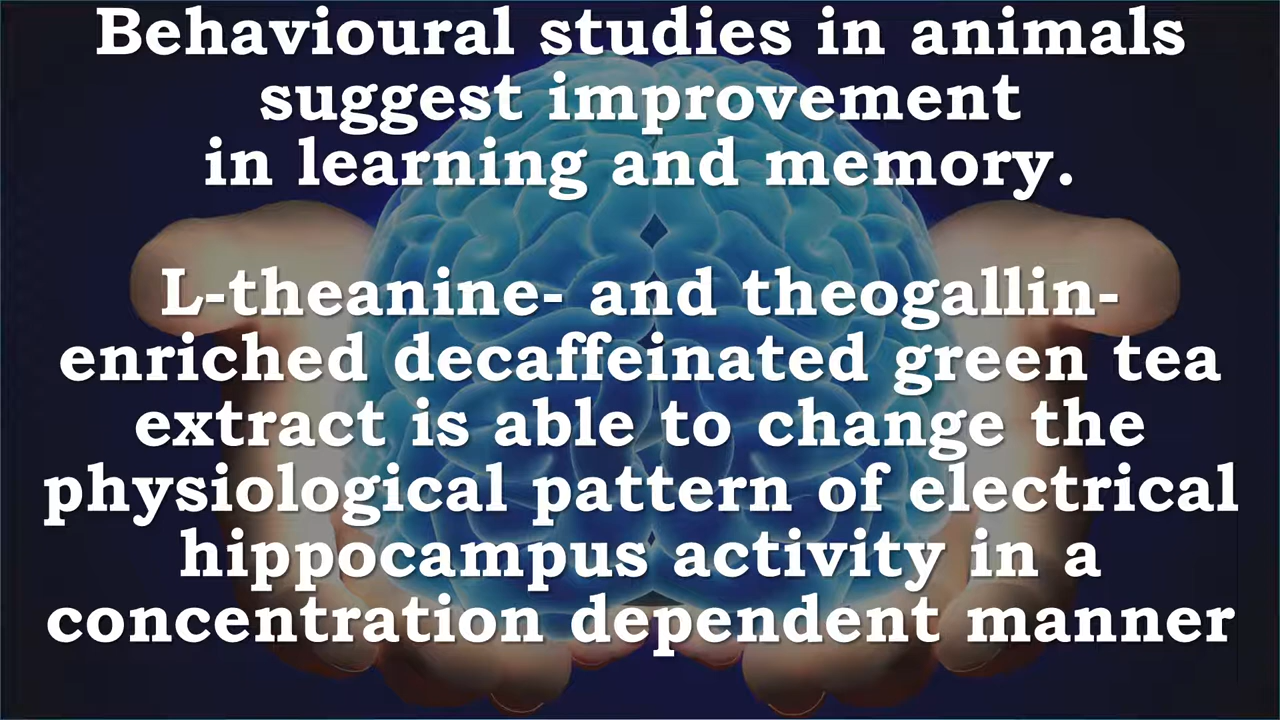 Behavioural studies in animals
suggest improvement
in learning and memory.
L-theanine- and theogallin-
enriched decaffeinated green tea
extract is able to change the
physiological pattern of electrical
hippocampus activity in a
concentration dependent manner